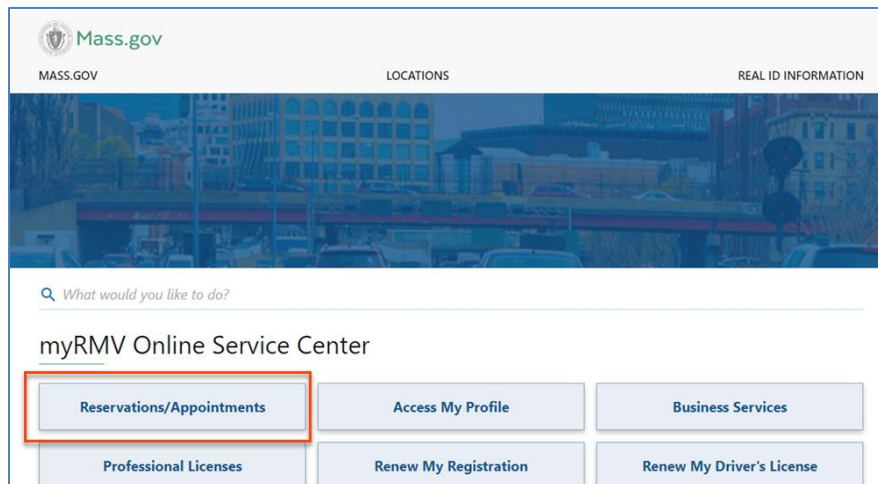 Mass.gov
MASS.GOV LOCATIONS REAL ID INFORMATION
What would you like to do?
myRMV Online Service Center
Reservations/Appointments Access My Profile Business Services
Professional Licenses Renew My Registration Renew My Driver's License